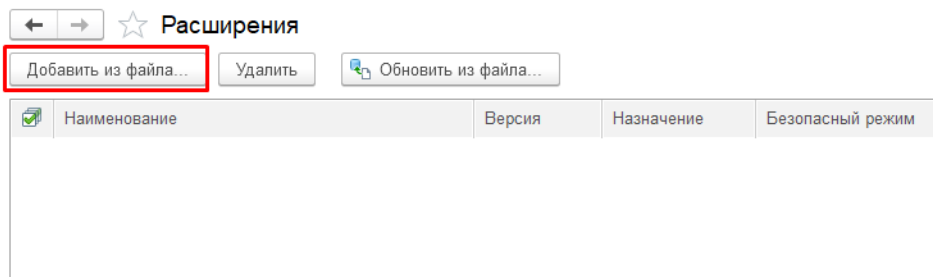 Расширения
Добавить из файла... Удалить Обновить из файла...
Наименование Версия Назначение Безопасный режим